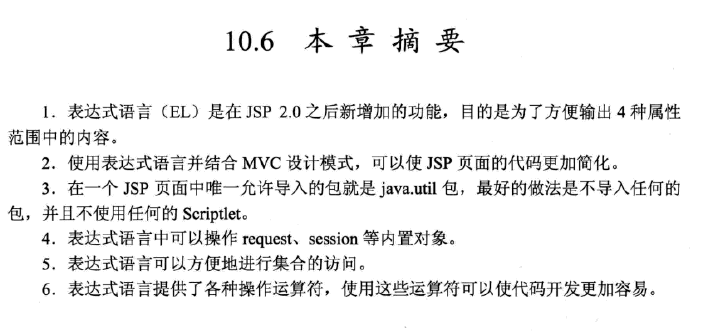 10.6 本章摘要
1．表达式语言（EL）是在 JSP 2.0 之后新增加的功能，目的是为了方便输出 4 种属性
范围中的内容。
2．使用表达式语言并结合 MVC 设计模式，可以使 JSP 页面的代码更加简化。
3．在一个 JSP 页面中唯一允许导入的包就是 java.util 包，最好的做法是不导入任何的
包，并且不使用任何的 Scriptlet。
4．表达式语言中可以操作 request、session 等内置对象。
5．表达式语言可以方便地进行集合的访问。
6．表达式语言提供了各种操作运算符，使用这些运算符可以使代码开发更加容易。